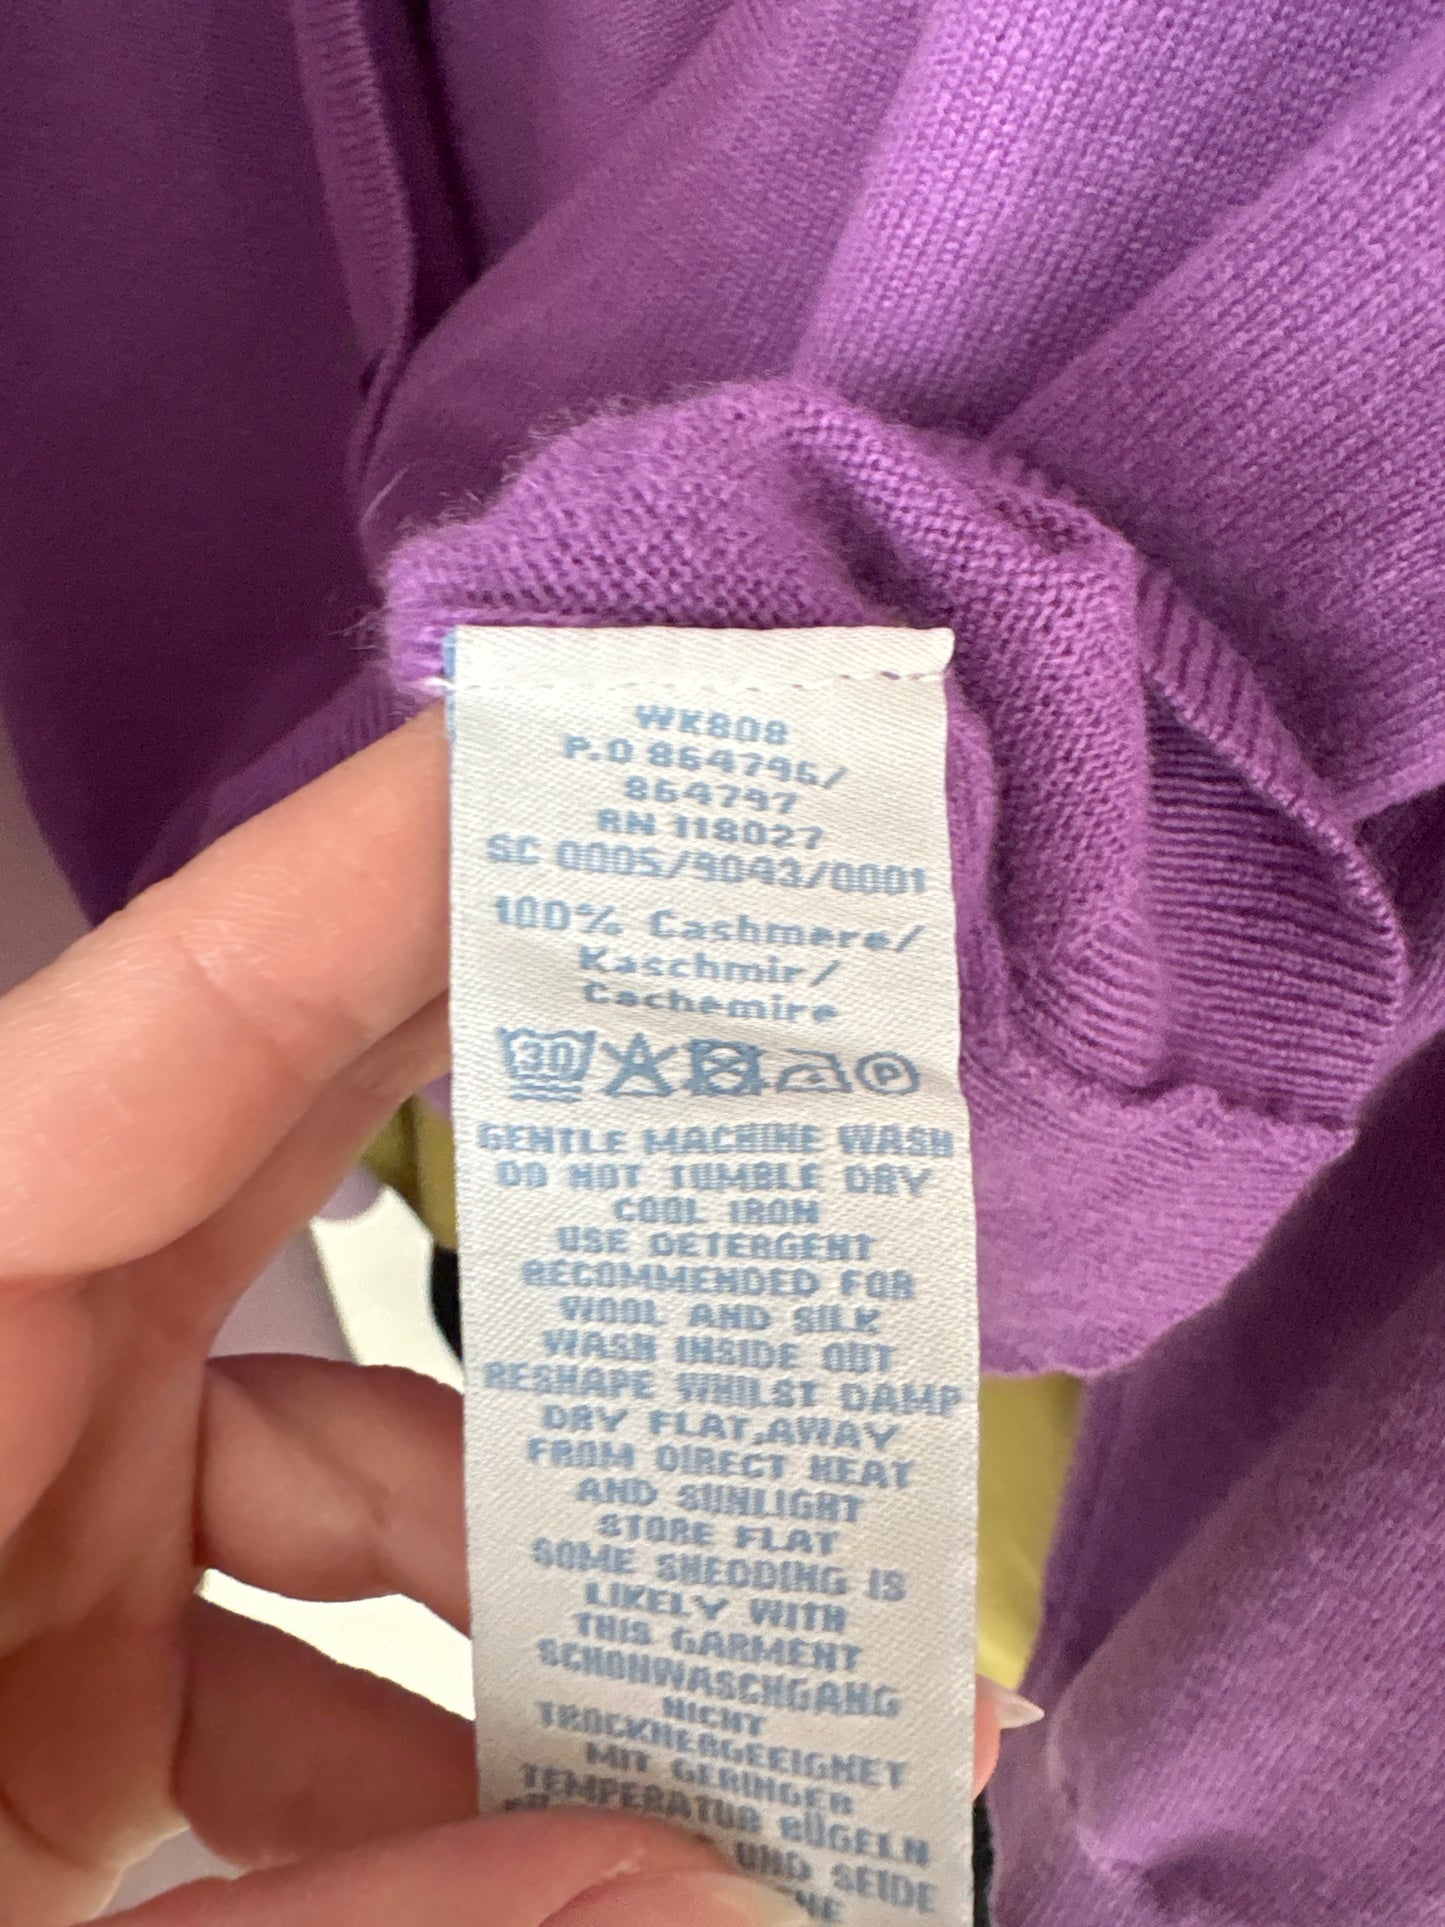 WK808
P.O 864796/
864797
RN 118027
SC 0005/9043/0001
100% Cashmere/
Kaschmir/
Cachemire
30
P
GENTLE MACHINE WASH
DO NOT TUMBLE DRY
COOL IRON
USE DETERGENT
RECOMMENDED FOR
WOOL AND SILK
WASH INSIDE OUT
RESHAPE WHILST DAMP
DRY FLAT,AWAY
FROM DIRECT HEAT
AND SUNLIGHT
STORE FLAT
SOME SHEDDING IS
LIKELY WITH
THIS GARMENT
SCHONWASCHGANG
NICHT
TROCKNERGEEIGNET
MIT GERINGER
TEMPERATUR BÜGELN
UND SEIDE